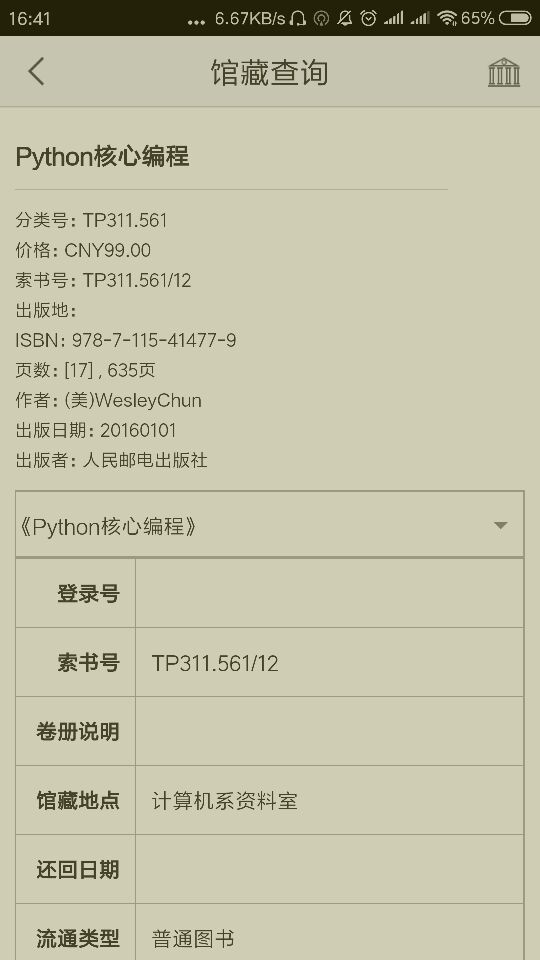 16:41 ... 6.67KB/s 65%
馆藏查询
Python核心编程
分类号: TP311.561
价格: CNY99.00
索书号: TP311.561/12
出版地:
ISBN: 978-7-115-41477-9
页数: [17] , 635页
作者: (美)WesleyChun
出版日期: 20160101
出版者: 人民邮电出版社
《Python核心编程》
登录号
索书号 TP311.561/12
卷册说明
馆藏地点 计算机系资料室
还回日期
流通类型 普通图书